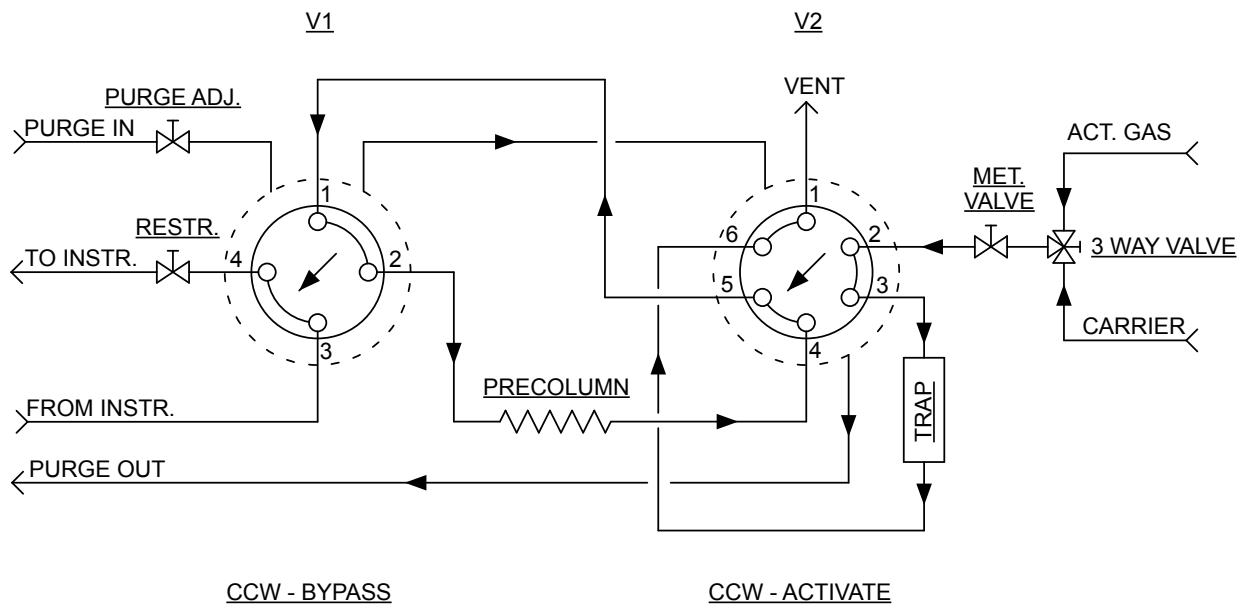 V1
V2
PURGE ADJ.
VENT
PURGE IN
ACT. GAS
MET.
VALVE
1
1
RESTR.
6
2
3 WAY VALVE
TO INSTR.
4
2
5
3
3
4
CARRIER
PRECOLUMN
TRAP
FROM INSTR.
PURGE OUT
CCW - BYPASS
CCW - ACTIVATE